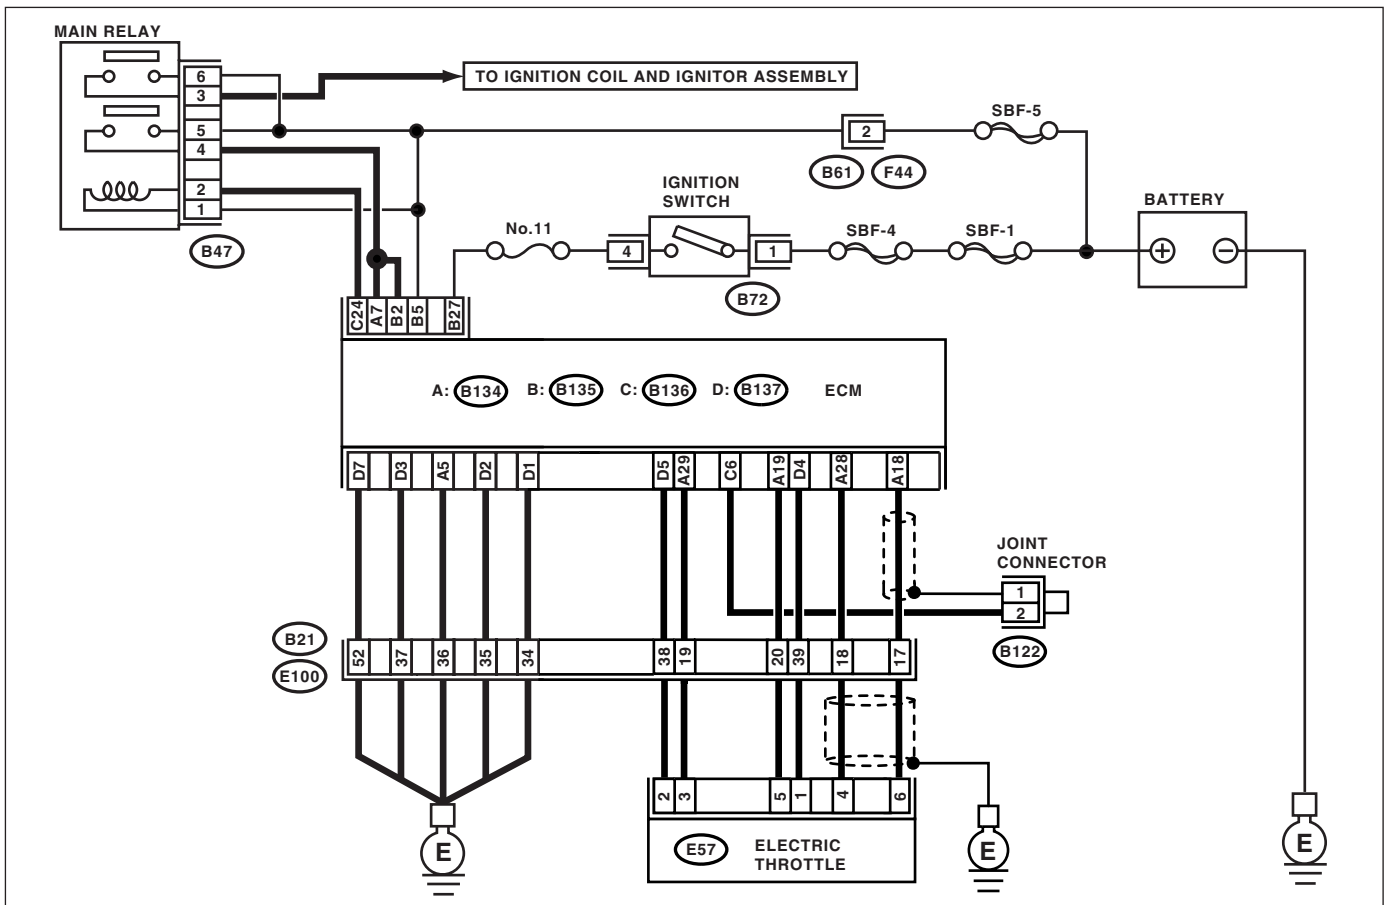 MAIN RELAY
6
3
5
4
2
1
B47
TO IGNITION COIL AND IGNITOR ASSEMBLY
SBF-5
2
B61 F44
IGNITION
SWITCH
BATTERY
No.11
4
1
SBF-4
SBF-1
+ −
B72
C24 A7 B2 B5 B27
A: B134 B: B135 C: B136 D: B137 ECM
D7 D3 A5 D2 D1 D5 A29 C6 A19 D4 A28 A18
JOINT
CONNECTOR
1
2
B122
B21
E100
52 37 36 35 34 38 19 20 39 18 17
2 3 5 1 4 6
E57 ELECTRIC
THROTTLE
E
E
E